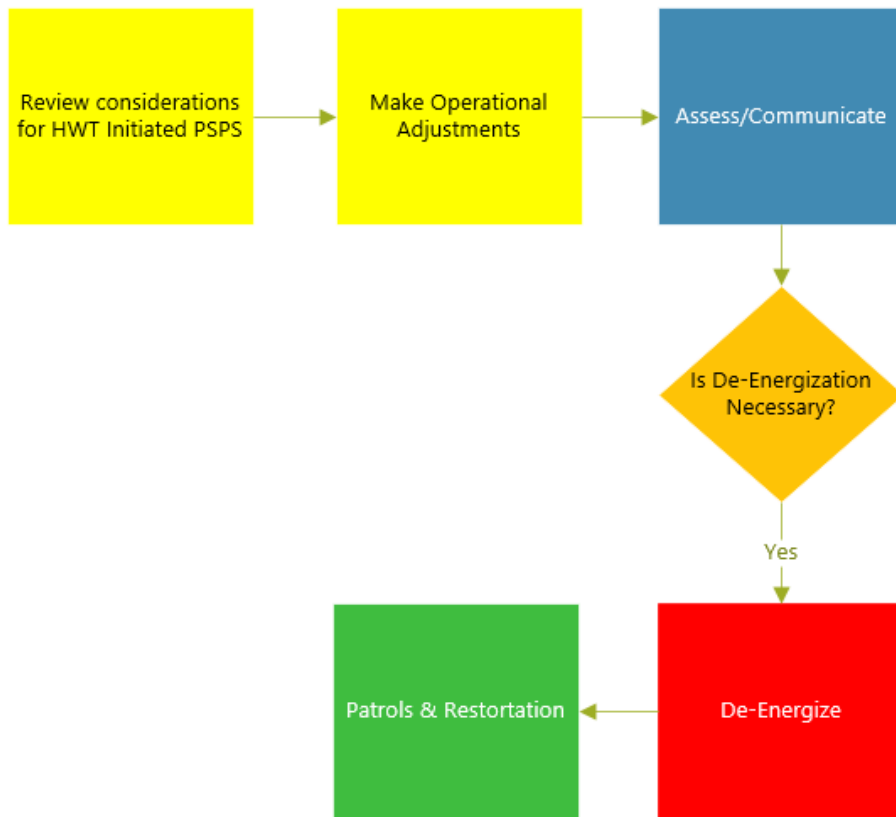 Review considerations
for HWT Initiated PSPS
Make Operational
Adjustments
Assess/Communicate
Is De-Energization
Necessary?
Yes
De-Energize
Patrols & Restortation